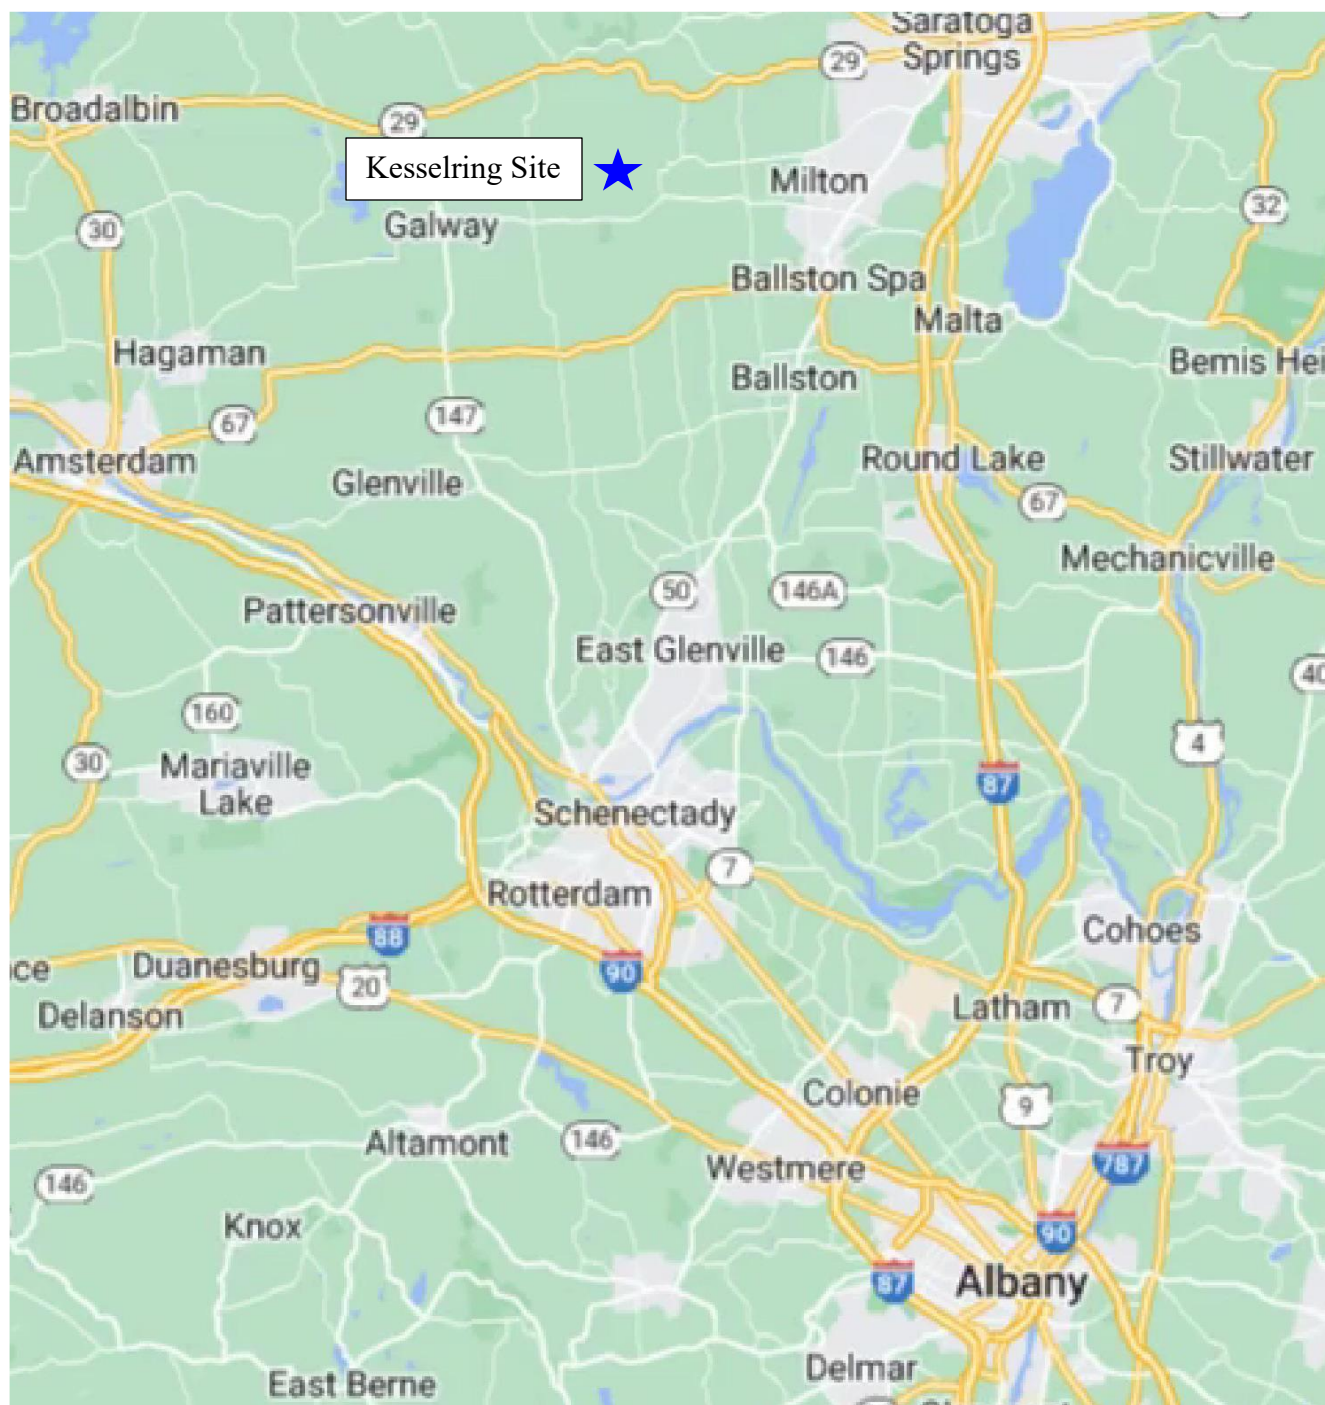 Saratoga
Springs
29
Broadalbin
29
Kesselring Site
Milton
32
30
Galway
Ballston Spa
Malta
Hagaman
Bemis Hei
Ballston
147
67
Amsterdam
Glenville
Round Lake
Stillwater
67
Mechanicville
50
146A
Pattersonville
East Glenville
146
40
160
4
30
Mariaville
Lake
87
Schenectady
7
Rotterdam
88
Cohoes
ce
Duanesburg
90
20
Delanson
Latham
7
Troy
Colonie
9
Altamont
146
787
Westmere
146
Knox
90
87
Albany
Delmar
East Berne